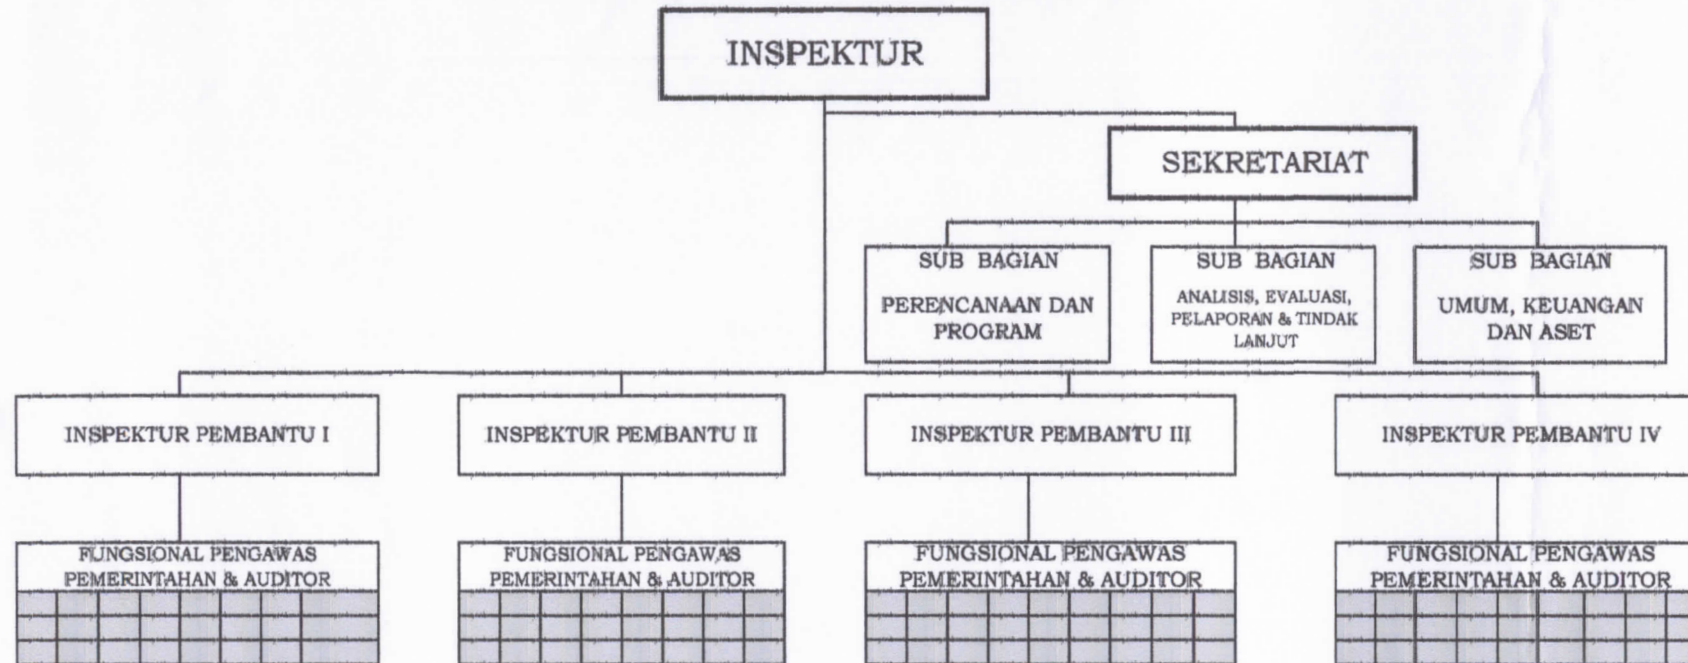 INSPEKTUR
SEKRETARIAT
SUB BAGIAN
PERENCANAAN DAN
PROGRAM
SUB BAGIAN
ANALISIS, EVALUASI,
PELAPORAN & TINDAK
LANJUT
SUB BAGIAN
UMUM, KEUANGAN
DAN ASET
INSPEKTUR PEMBANTU I
INSPEKTUR PEMBANTU II
INSPEKTUR PEMBANTU III
INSPEKTUR PEMBANTU IV
FUNGSIONAL PENGAWAS
PEMERINTAHAN & AUDITOR
FUNGSIONAL PENGAWAS
PEMERINTAHAN & AUDITOR
FUNGSIONAL PENGAWAS
PEMERINTAHAN & AUDITOR
FUNGSIONAL PENGAWAS
PEMERINTAHAN & AUDITOR